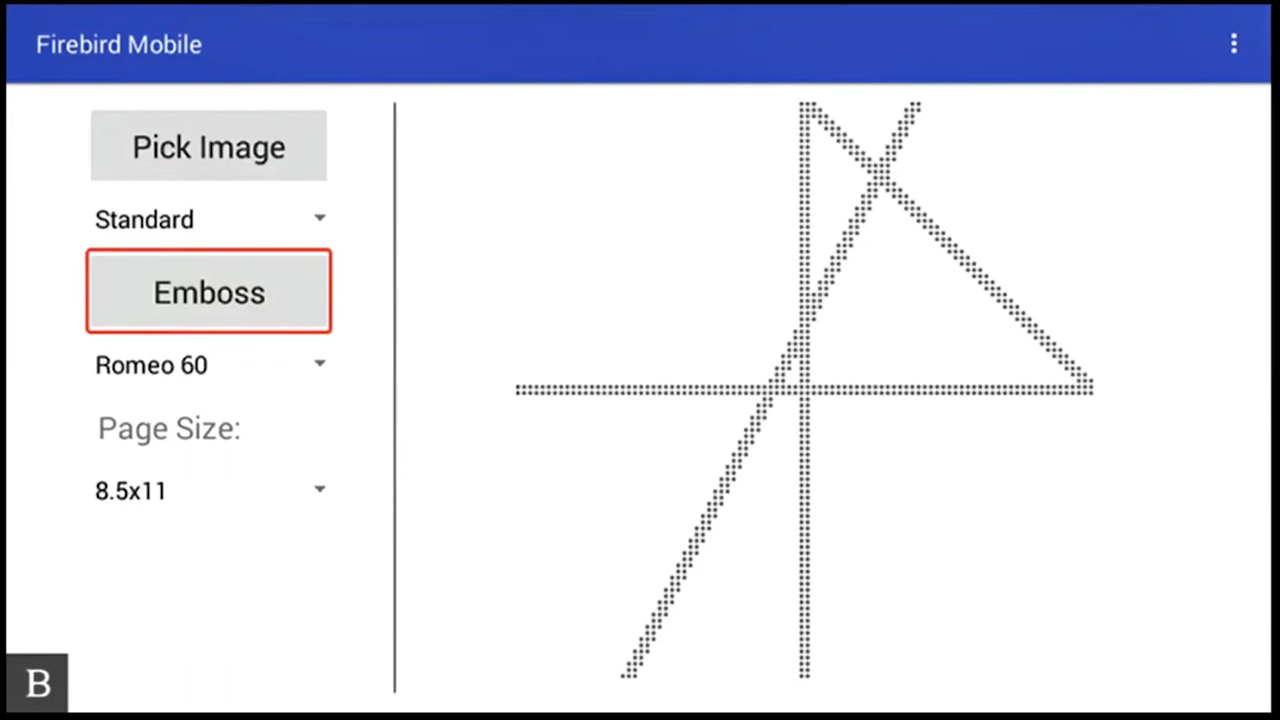 Firebird Mobile
Pick Image
Standard
Emboss
Romeo 60
Page Size:
8.5x11
B